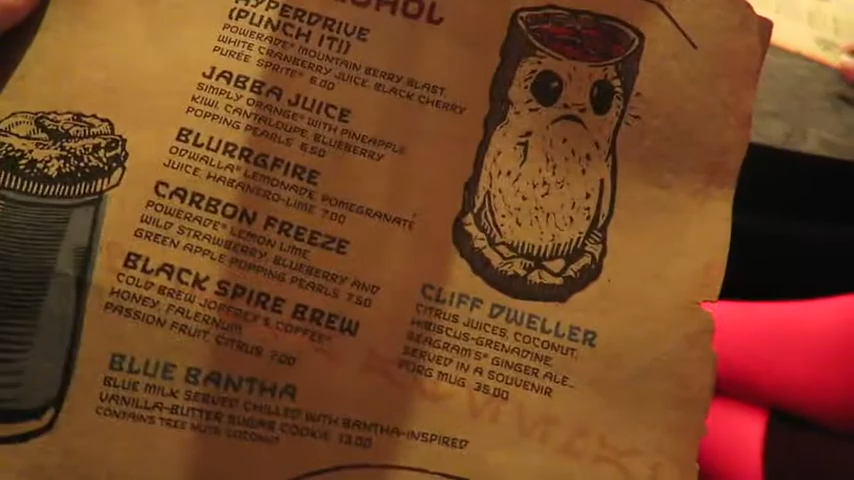 HYPERDRIVE
(PUNCH IT!)
POWERADE® MOUNTAIN BERRY BLAST,
WHITE CRANBERRY JUICE, BLACK CHERRY
PURÉE, SPRITE® 6.00
JABBA JUICE
SIMPLY ORANGE® WITH PINEAPPLE,
KIWI, CANTALOUPE, BLUEBERRY
POPPING PEARLS 6.50
BLURRGFIRE
ODWALLA® LEMONADE, POMEGRANATE
JUICE, HABANERO-LIME 7.00
CARBON FREEZE
POWERADE® LEMON LIME,
WILD STRAWBERRY, BLUEBERRY AND
GREEN APPLE POPPING PEARLS 7.50
BLACK SPIRE BREW
COLD BREW JOFFREY'S COFFEE®,
HONEY, FALERNUM,
PASSION FRUIT, CITRUS 7.00
BLUE BANTHA
BLUE MILK SERVED CHILLED WITH BANTHA-INSPIRED
VANILLA-BUTTER SUGAR COOKIE 13.00
CONTAINS TREE NUTS COCONUT
CLIFF DWELLER
CITRUS JUICES, COCONUT,
HIBISCUS-GRENADINE,
SEAGRAM'S® GINGER ALE,
SERVED IN A SOUVENIR
PORG MUG 35.00